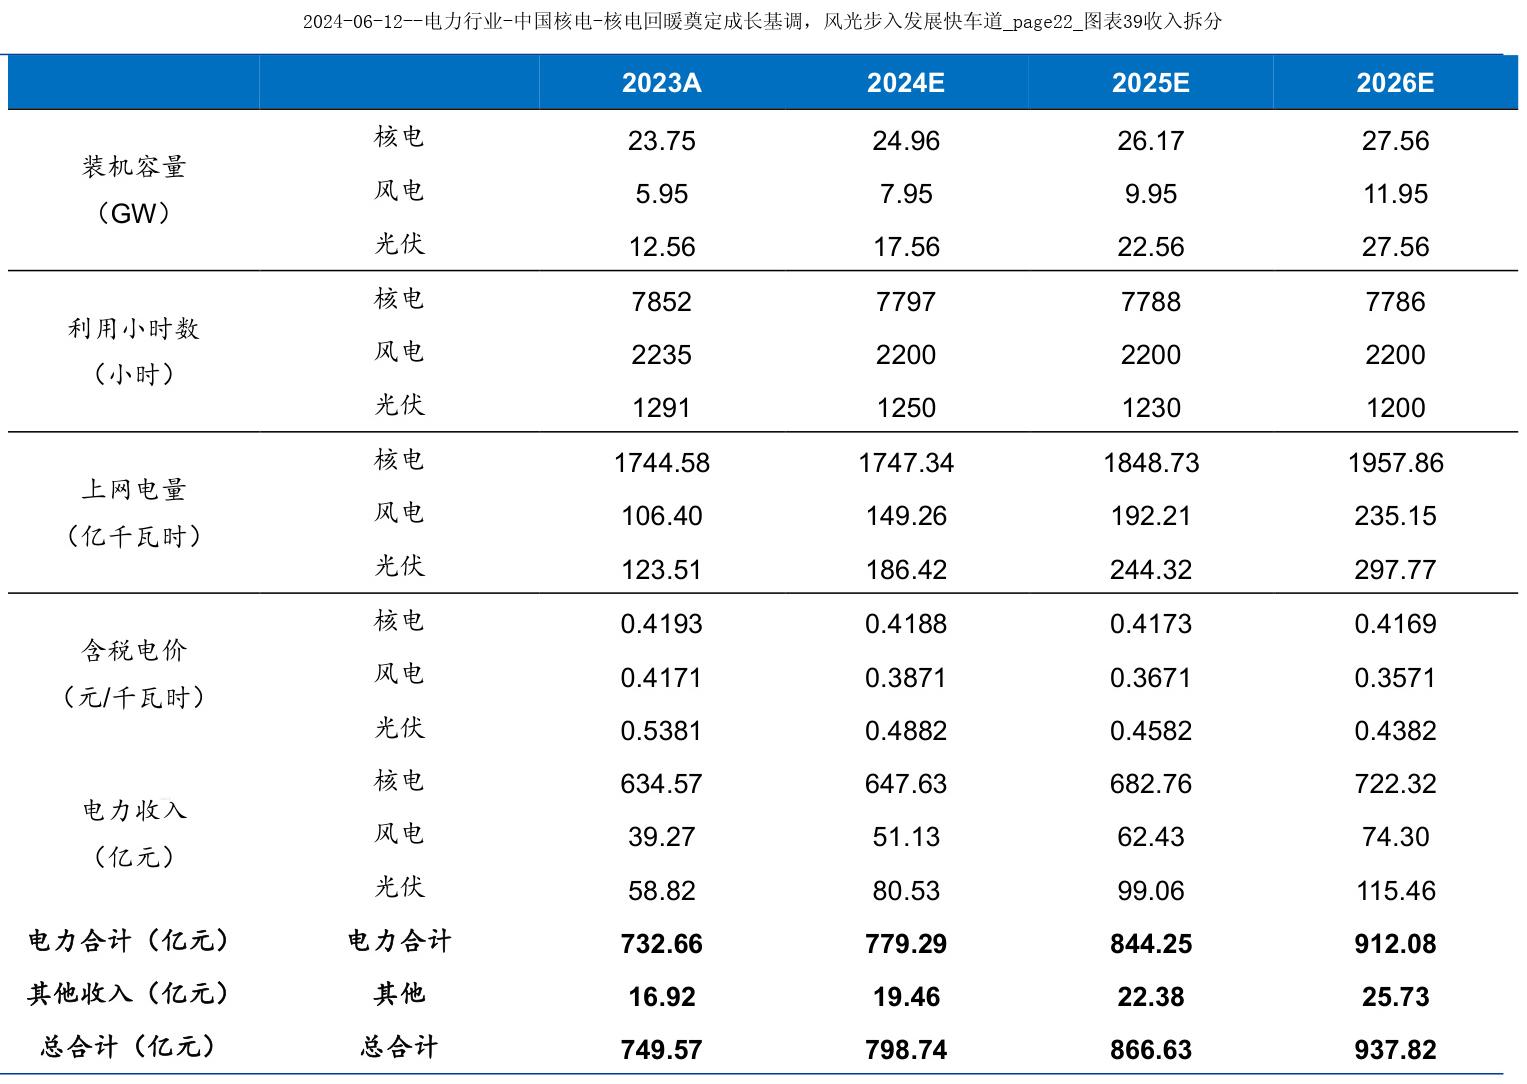 2024-06-12--电力行业-中国核电-核电回暖奠定成长基调，风光步入发展快车道_page22_图表39收入拆分
2023A 2024E 2025E 2026E
装机容量（GW） 核电 23.75 24.96 26.17 27.56
风电 5.95 7.95 9.95 11.95
光伏 12.56 17.56 22.56 27.56
利用小时数（小时） 核电 7852 7797 7788 7786
风电 2235 2200 2200 2200
光伏 1291 1250 1230 1200
上网电量（亿千瓦时） 核电 1744.58 1747.34 1848.73 1957.86
风电 106.40 149.26 192.21 235.15
光伏 123.51 186.42 244.32 297.77
含税电价（元/千瓦时） 核电 0.4193 0.4188 0.4173 0.4169
风电 0.4171 0.3871 0.3671 0.3571
光伏 0.5381 0.4882 0.4582 0.4382
电力收入（亿元） 核电 634.57 647.63 682.76 722.32
风电 39.27 51.13 62.43 74.30
光伏 58.82 80.53 99.06 115.46
电力合计（亿元） 电力合计 732.66 779.29 844.25 912.08
其他收入（亿元） 其他 16.92 19.46 22.38 25.73
总合计（亿元） 总合计 749.57 798.74 866.63 937.82